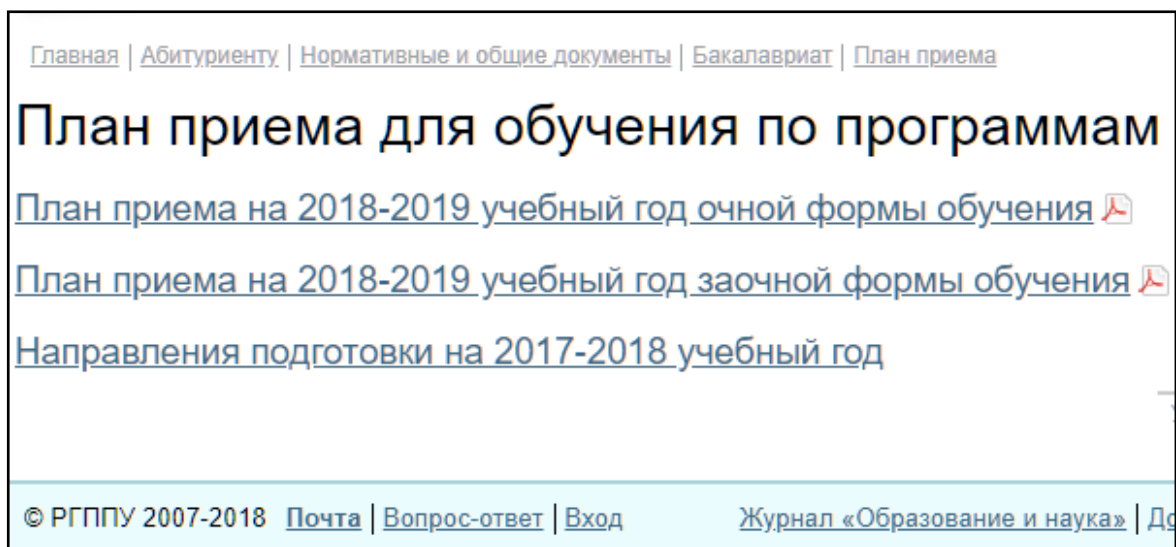 Главная | Абитуриенту | Нормативные и общие документы | Бакалавриат | План приема
План приема для обучения по программам
План приема на 2018-2019 учебный год очной формы обучения
План приема на 2018-2019 учебный год заочной формы обучения
Направления подготовки на 2017-2018 учебный год
© РГППУ 2007-2018 Почта | Вопрос-ответ | Вход Журнал «Образование и наука» |